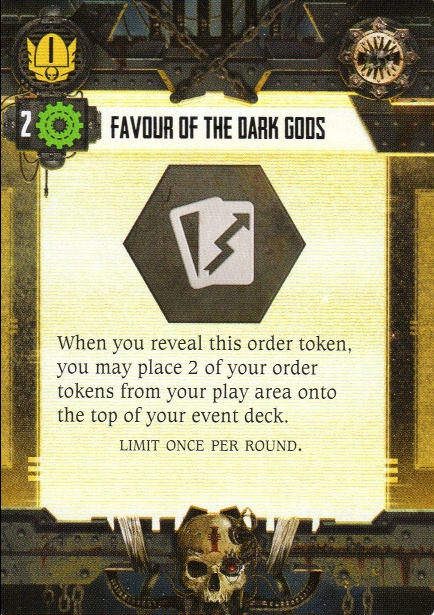 2 FAVOUR OF THE DARK GODS
When you reveal this order token,
you may place 2 of your order
tokens from your play area onto
the top of your event deck.
LIMIT ONCE PER ROUND.
I